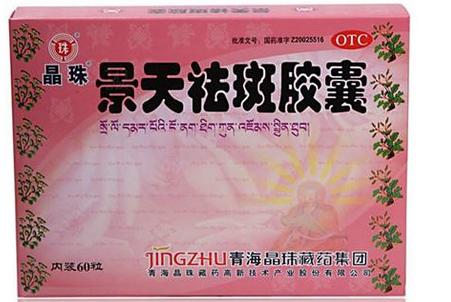 珠
晶珠
批准文号：国药准字Z20025516
OTC
景天祛斑胶囊
内装60粒
JINGZHU 青海晶珠藏药集团
青海晶珠藏药高新技术产业股份有限公司